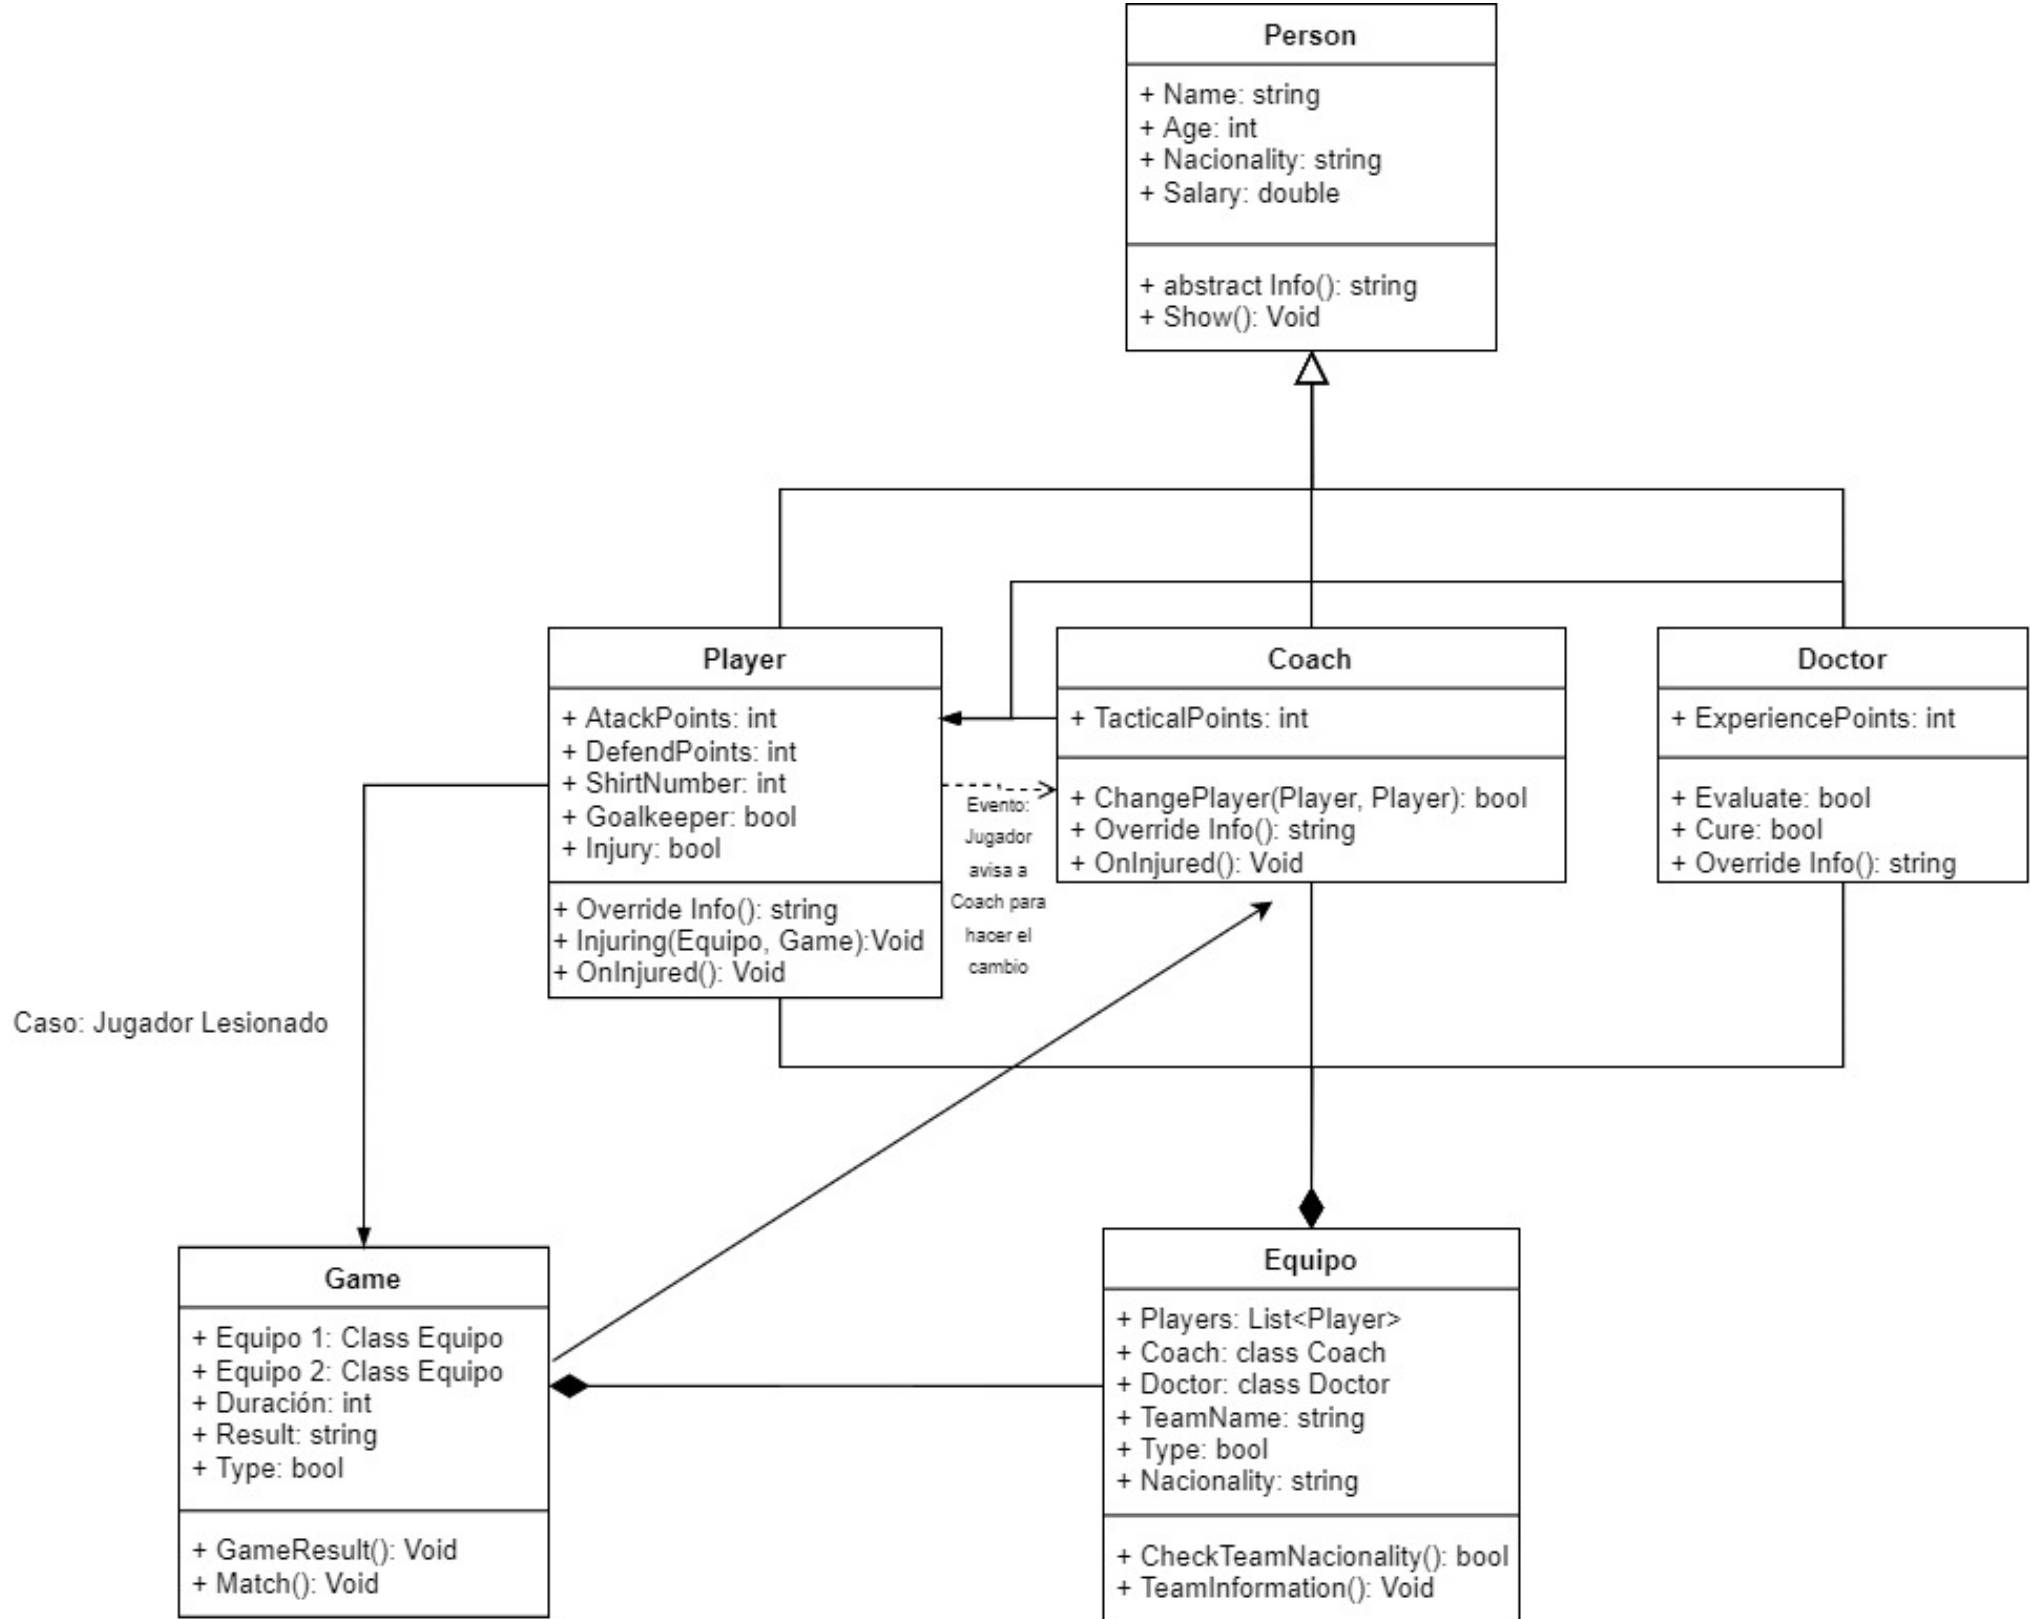 Person
+ Name: string
+ Age: int
+ Nacionality: string
+ Salary: double
+ abstract Info(): string
+ Show(): Void
Player
+ AtackPoints: int
+ DefendPoints: int
+ ShirtNumber: int
+ Goalkeeper: bool
+ Injury: bool
+ Override Info(): string
+ Injuring(Equipo, Game):Void
+ OnInjured(): Void
Evento:
Jugador
avisa a
Coach para
hacer el
cambio
Coach
+ TacticalPoints: int
+ ChangePlayer(Player, Player): bool
+ Override Info(): string
+ OnInjured(): Void
Doctor
+ ExperiencePoints: int
+ Evaluate: bool
+ Cure: bool
+ Override Info(): string
Caso: Jugador Lesionado
Game
+ Equipo 1: Class Equipo
+ Equipo 2: Class Equipo
+ Duración: int
+ Result: string
+ Type: bool
+ GameResult(): Void
+ Match(): Void
Equipo
+ Players: List<Player>
+ Coach: class Coach
+ Doctor: class Doctor
+ TeamName: string
+ Type: bool
+ Nacionality: string
+ CheckTeamNacionality(): bool
+ TeamInformation(): Void